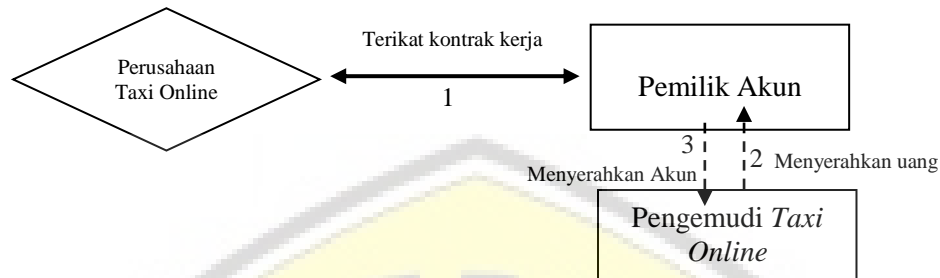 Terikat kontrak kerja
Perusahaan
Taxi Online
1
Pemilik Akun
3
2
Menyerahkan uang
Menyerahkan Akun
Pengemudi Taxi
Online